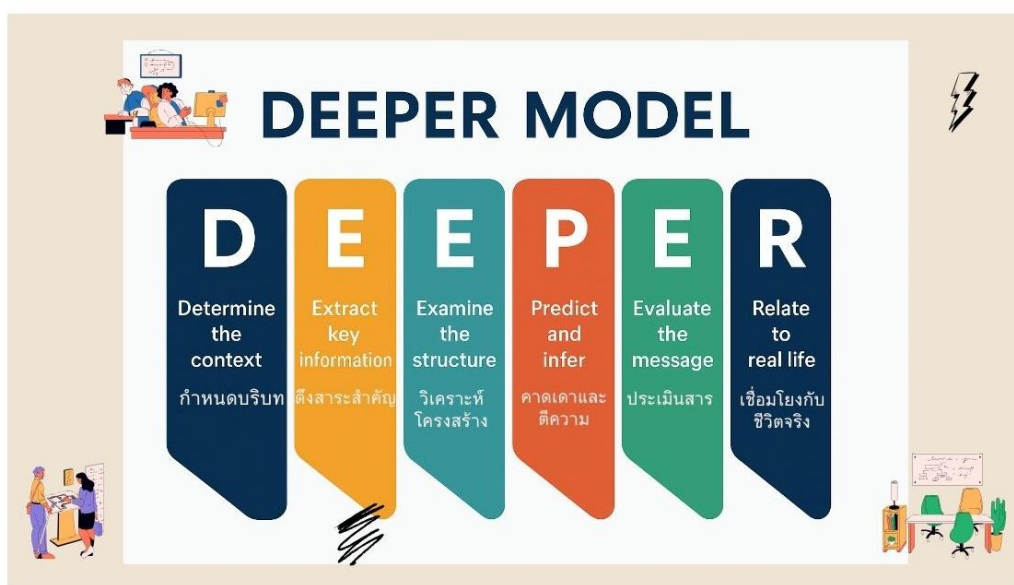 DEEPER MODEL
D
Determine
the
context
กำหนดบริบท
E
Extract
key
information
ดึงสาระสำคัญ
E
Examine
the
structure
วิเคราะห์
โครงสร้าง
P
Predict
and
infer
คาดเดาและ
ตีความ
E
Evaluate
the
message
ประเมินสาร
R
Relate
to
real life
เชื่อมโยงกับ
ชีวิตจริง